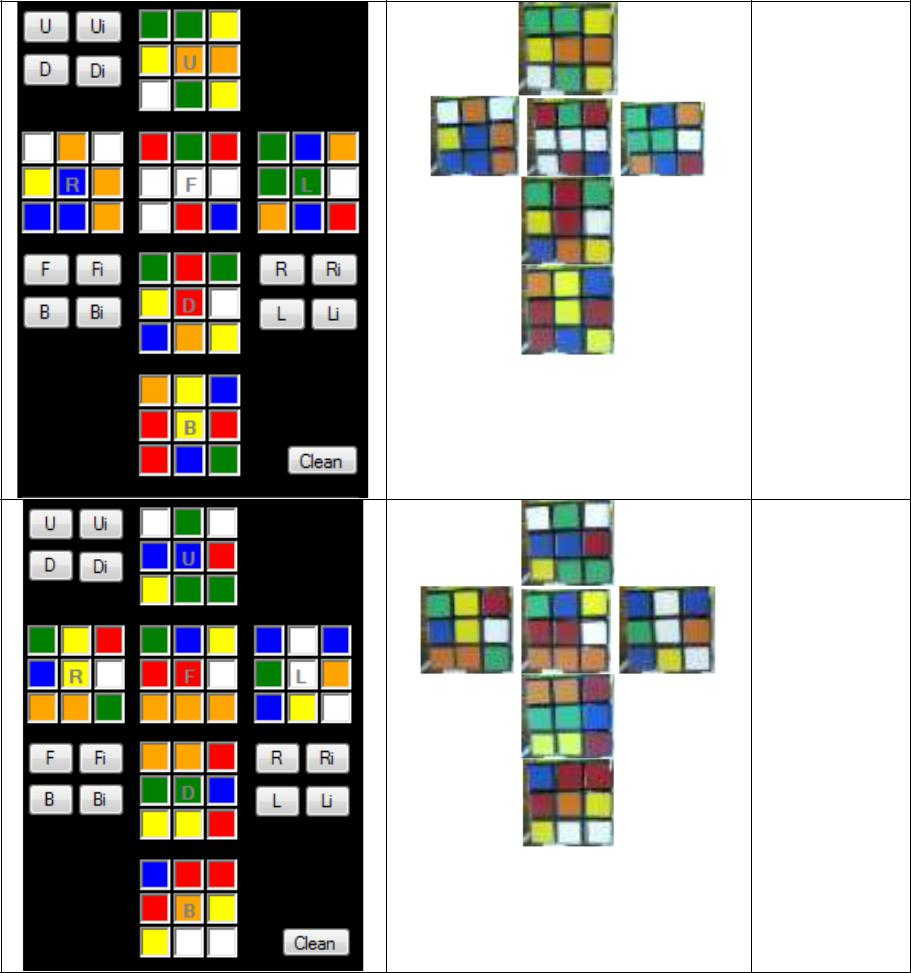 U Ui
D Di
U
R F L
F Fi
B Bi
D
R Ri
L Li
B
Clean
U Ui
D Di
U
R F L
F Fi
B Bi
D
R Ri
L Li
B
Clean